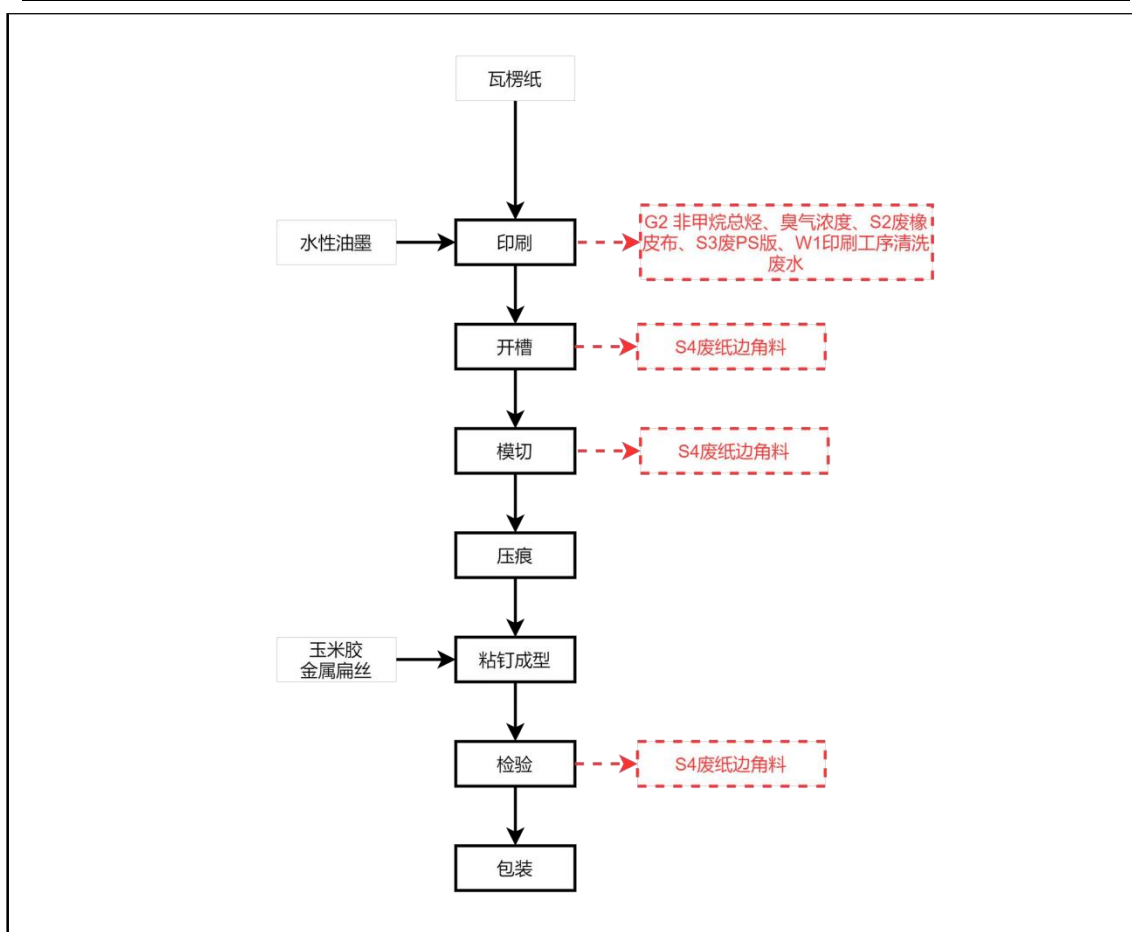 瓦楞纸
水性油墨
印刷
G2 非甲烷总烃、臭气浓度、S2废橡
皮布、S3废PS版、W1印刷工序清洗
废水
开槽
S4废纸边角料
模切
S4废纸边角料
压痕
玉米胶
金属扁丝
粘钉成型
检验
S4废纸边角料
包装